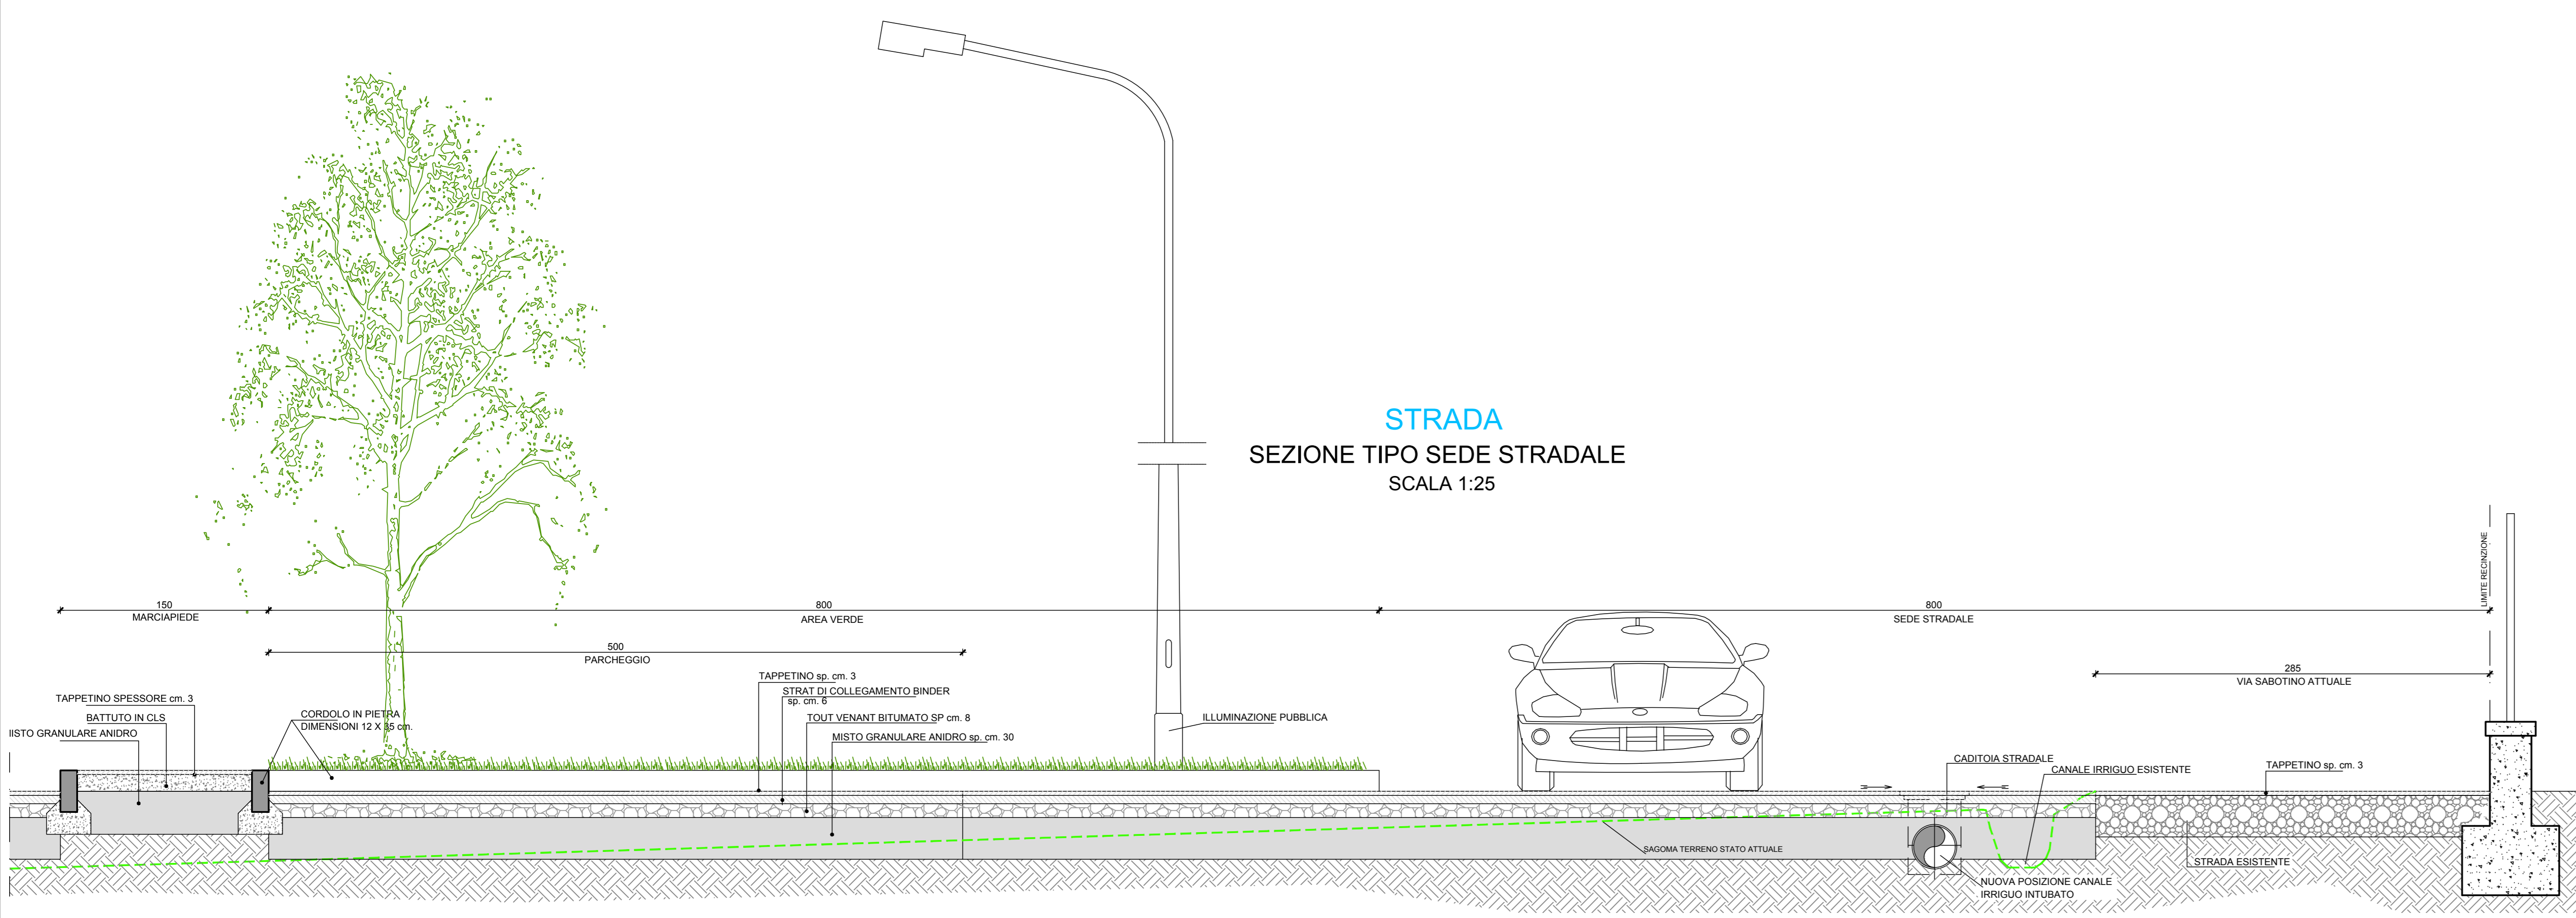 STRADA
SEZIONE TIPO SEDE STRADALE
SCALA 1:25
LIMITE RECINZIONE
150
MARCIAPIEDE
800
AREA VERDE
800
SEDE STRADALE
500
PARCHEGGIO
285
VIA SABOTINO ATTUALE
TAPPETINO SPESSORE cm. 3
BATTUTO IN CLS
IISTO GRANULARE ANIDRO
CORDOLO IN PIETRA
DIMENSIONI 12 X 35 cm.
TAPPETINO sp. cm. 3
STRAT DI COLLEGAMENTO BINDER
sp. cm. 6
TOUT VENANT BITUMATO SP cm. 8
MISTO GRANULARE ANIDRO sp. cm. 30
ILLUMINAZIONE PUBBLICA
CADITOIA STRADALE
CANALE IRRIGUO ESISTENTE
TAPPETINO sp. cm. 3
SAGOMA TERRENO STATO ATTUALE
STRADA ESISTENTE
NUOVA POSIZIONE CANALE
IRRIGUO INTUBATO